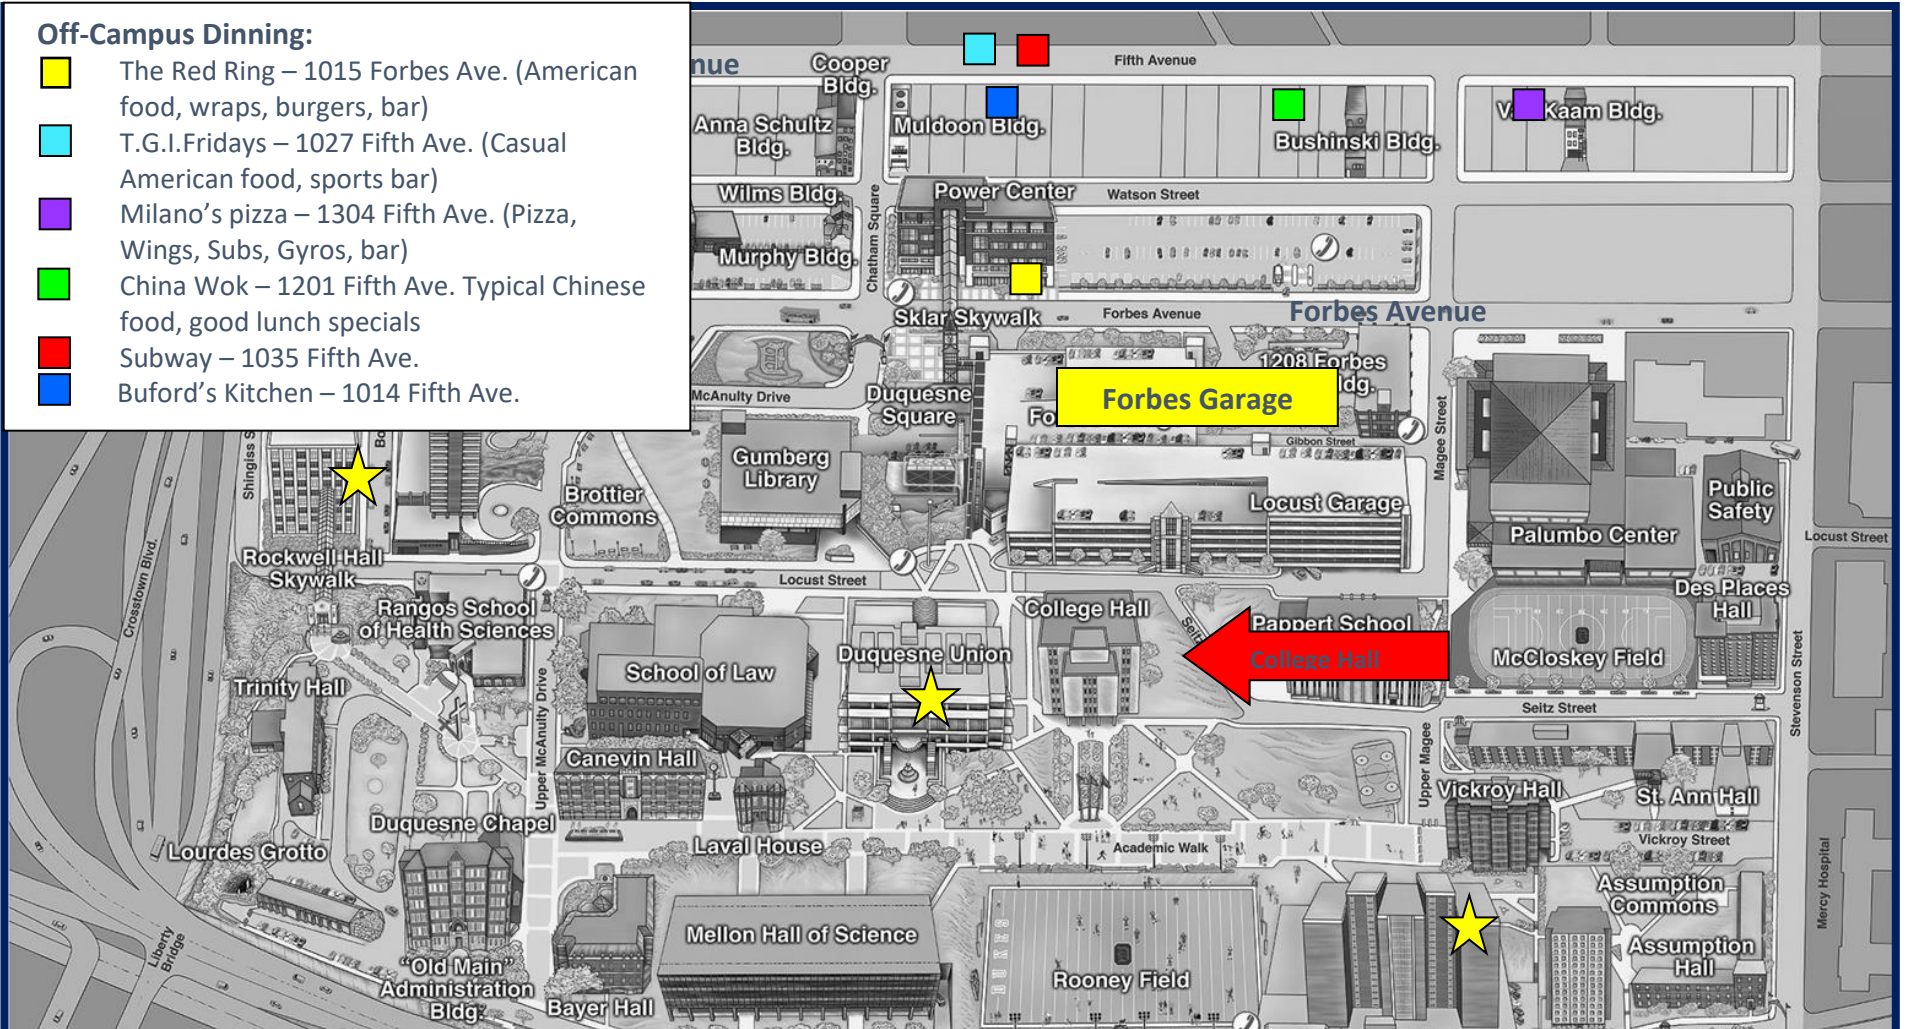 Off-Campus Dinning:
The Red Ring – 1015 Forbes Ave. (American
food, wraps, burgers, bar)
T.G.I.Fridays – 1027 Fifth Ave. (Casual
American food, sports bar)
Milano's pizza – 1304 Fifth Ave. (Pizza,
Wings, Subs, Gyros, bar)
China Wok – 1201 Fifth Ave. Typical Chinese
food, good lunch specials
Subway – 1035 Fifth Ave.
Buford's Kitchen – 1014 Fifth Ave.
nue
Cooper
Bldg.
Fifth Avenue
Anna Schultz
Bldg.
Muldoon Bldg.
Bushinski Bldg.
Kaam Bldg.
Wilms Bldg.
Chatham Square
Power Center
Watson Street
Murphy Bldg.
Sklar Skywalk
Forbes Avenue
Forbes Avenue
1208 Forbes
ldg.
McAnulty Drive
Duquesne
Square
Fo
Forbes Garage
Gibbon Street
Magee Street
Shingiss S
Bo
Gumberg
Library
Brottier
Commons
Locust Garage
Public
Safety
Palumbo Center
Locust Street
Crosstown Blvd.
Rockwell Hall
Skywalk
Locust Street
Rangos School
of Health Sciences
College Hall
Seitz
Pappert School
College Hall
Des Places
Hall
McCloskey Field
School of Law
Duquesne Union
Trinity Hall
Upper McAnulty Drive
Seitz Street
Stevenson Street
Canevin Hall
Upper Magee
Vickroy Hall
St. Ann Hall
Duquesne Chapel
Lourdes Grotto
Laval House
Academic Walk
Vickroy Street
Mercy Hospital
Assumption
Commons
Liberty
Bridge
"Old Main"
Administration
Bldg.
Bayer Hall
Mellon Hall of Science
Rooney Field
Assumption
Hall